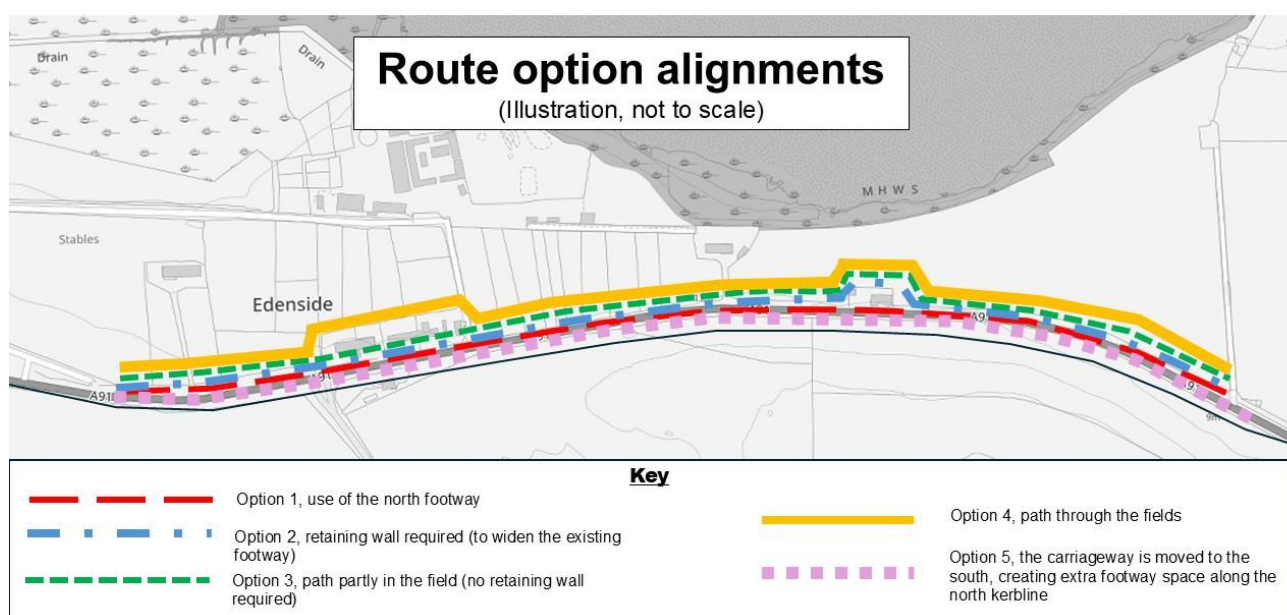 Route option alignments
(Illustration, not to scale)
Drain
Drain
MHWS
Stables
Edenside
A91
A91
9m
Key
Option 1, use of the north footway
Option 2, retaining wall required (to widen the existing
footway)
Option 3, path partly in the field (no retaining wall
required)
Option 4, path through the fields
Option 5, the carriageway is moved to the
south, creating extra footway space along the
north kerbline